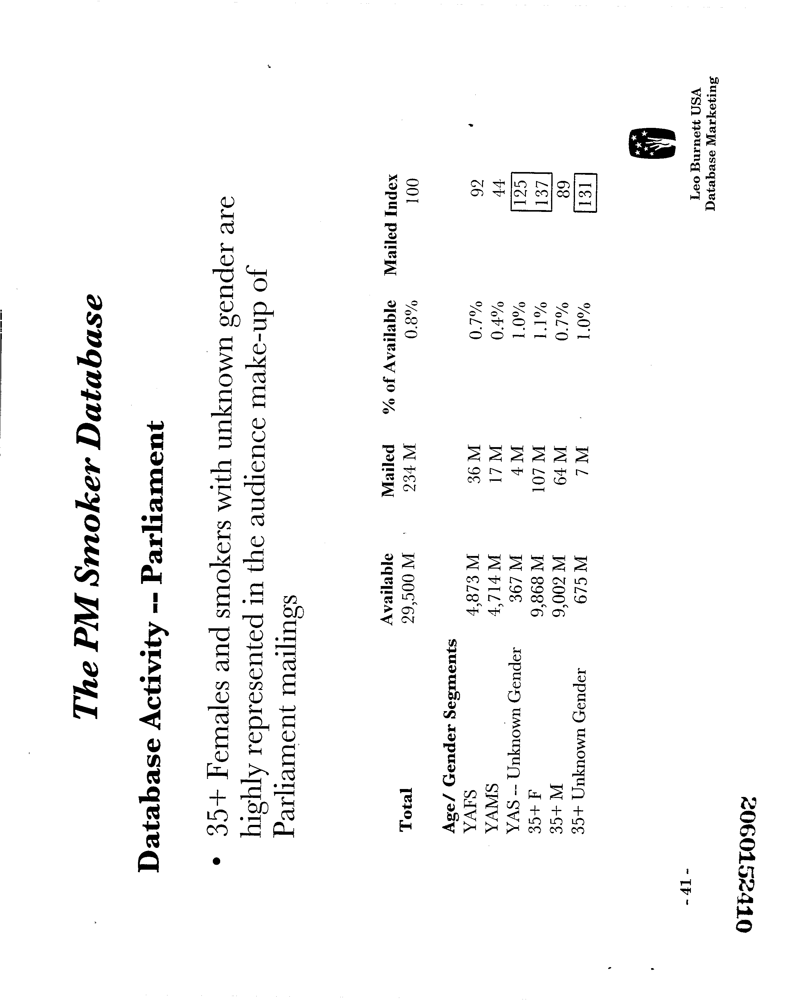 The PM Smoker Database
Database Activity -- Parliament
• 35+ Females and smokers with unknown gender are
highly represented in the audience make-up of
Parliament mailings
Available Mailed % of Available Mailed Index
Total 29,500 M 234 M 0.8% 100
Age/ Gender Segments
YAFS 4,873 M 36 M 0.7% 92
YAMS 4,714 M 17 M 0.4% 44
YAS -- Unknown Gender 367 M 4 M 1.0% 125
35+ F 9,868 M 107 M 1.1% 137
35+ M 9,002 M 64 M 0.7% 89
35+ Unknown Gender 675 M 7 M 1.0% 131
- 41 -
Leo Burnett USA
Database Marketing
2060152410